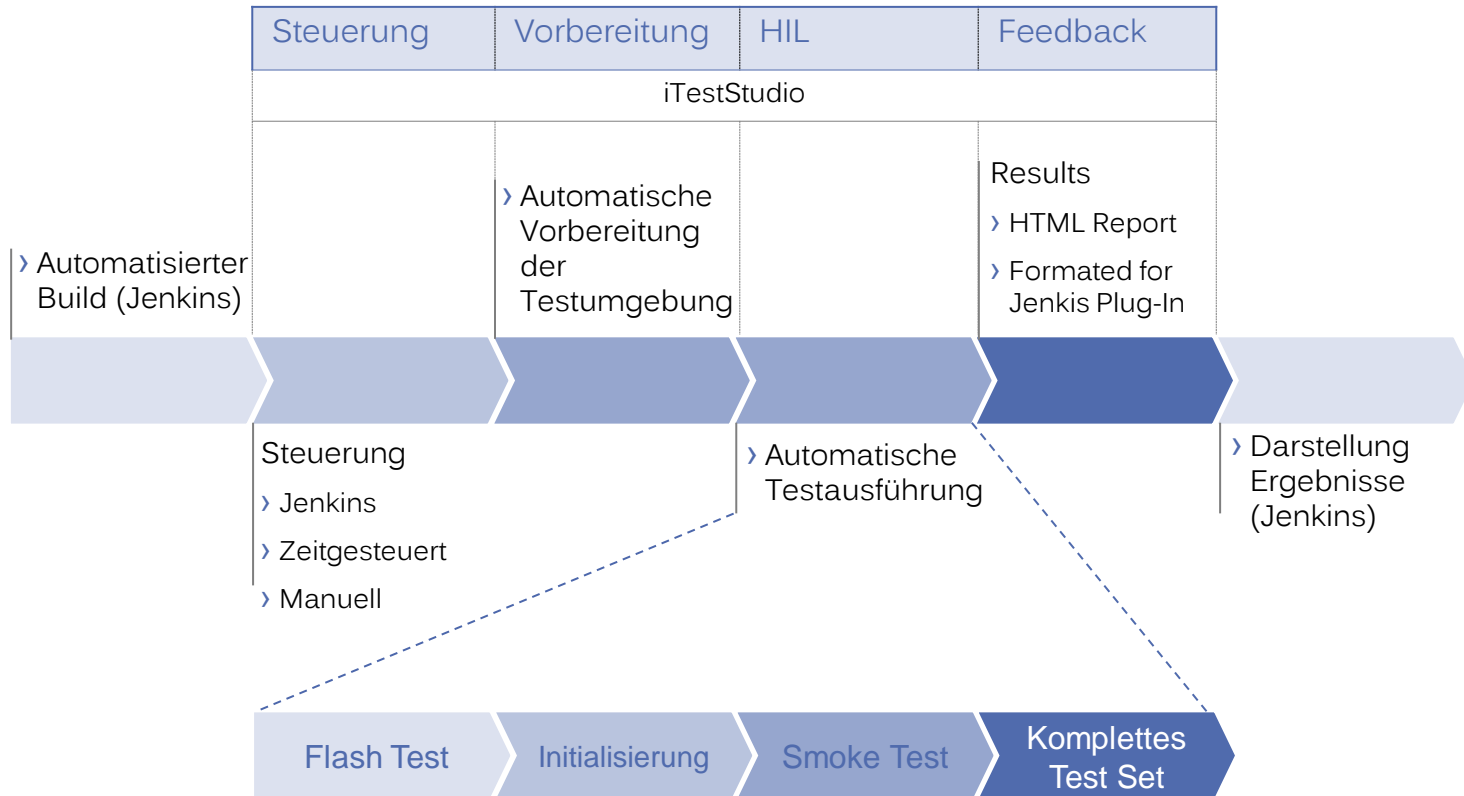 Steuerung
Vorbereitung
HIL
Feedback
iTestStudio
› Automatisierter
Build (Jenkins)
› Automatische
Vorbereitung
der
Testumgebung
Results
› HTML Report
› Formated for
Jenkis Plug-In
Steuerung
› Jenkins
› Zeitgesteuert
› Manuell
› Automatische
Testausführung
› Darstellung
Ergebnisse
(Jenkins)
Flash Test
Initialisierung
Smoke Test
Komplettes
Test Set